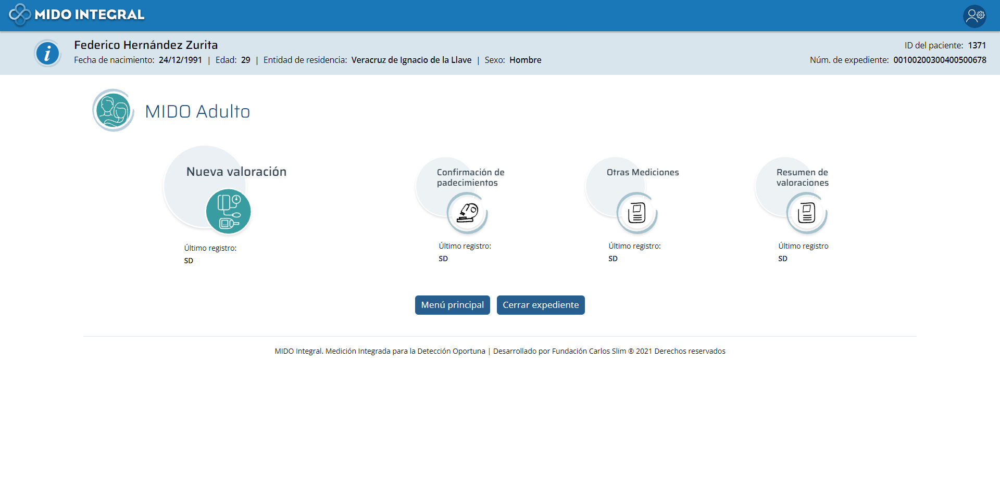 MIDO INTEGRAL
Federico Hernández Zurita
Fecha de nacimiento: 24/12/1991 | Edad: 29 | Entidad de residencia: Veracruz de Ignacio de la Llave | Sexo: Hombre
ID del paciente: 1371
Núm. de expediente: 00100200300400500678
MIDO Adulto
Nueva valoración
Último registro:
SD
Confirmación de
padecimientos
Último registro:
SD
Otras Mediciones
Último registro:
SD
Resumen de
valoraciones
Último registro
SD
Menú principal
Cerrar expediente
MIDO Integral. Medición Integrada para la Detección Oportuna | Desarrollado por Fundación Carlos Slim ® 2021 Derechos reservados